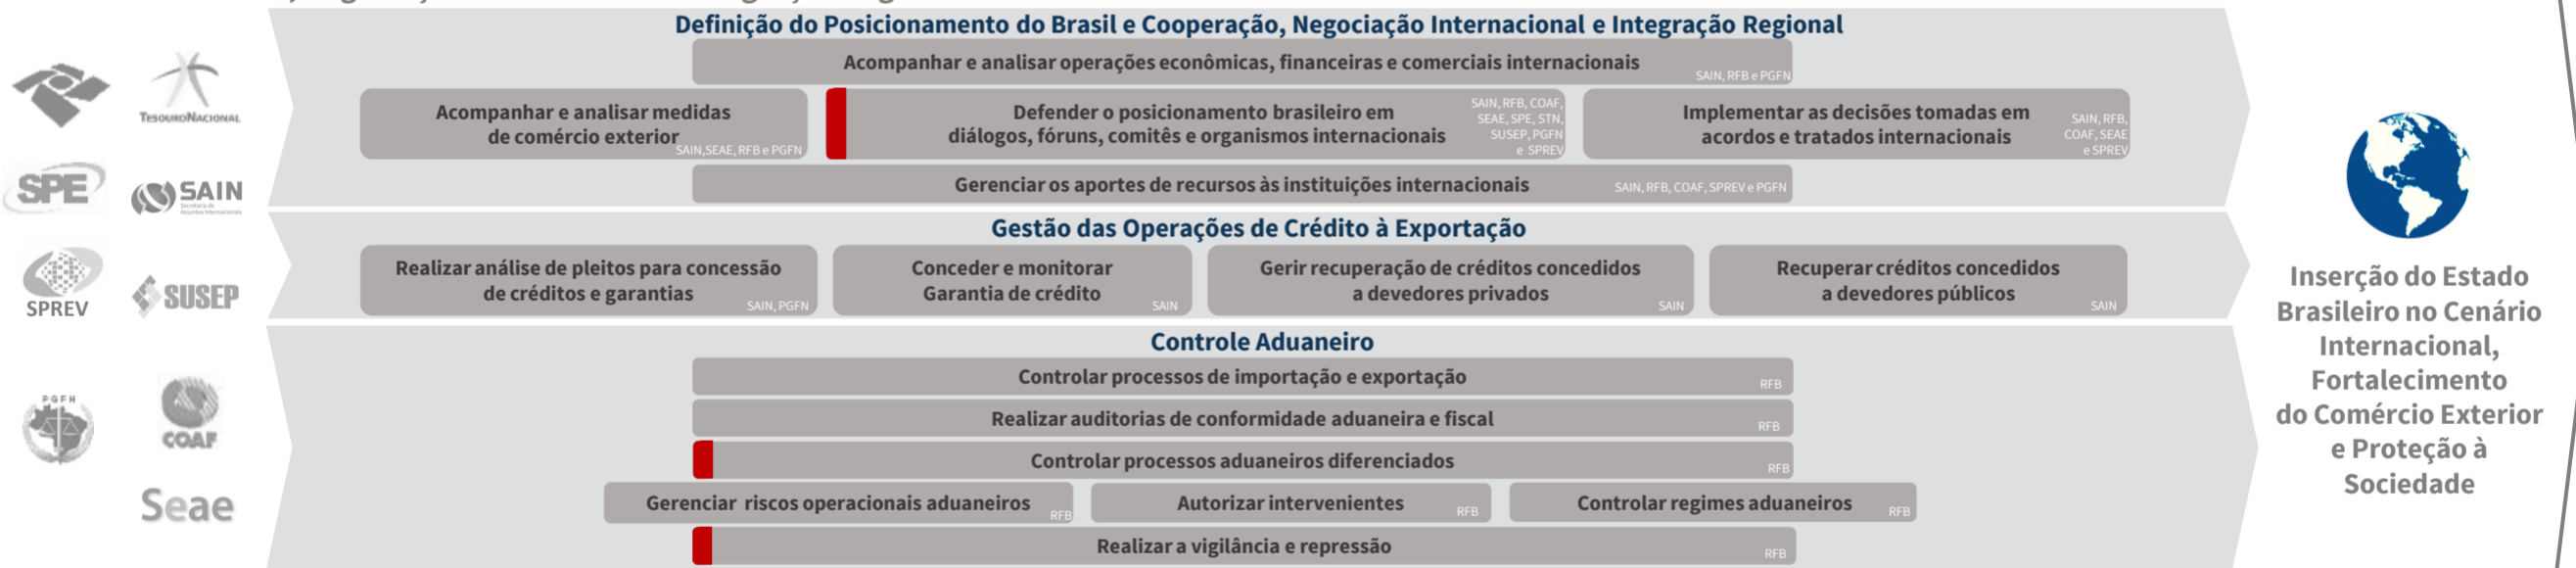 Definição do Posicionamento do Brasil e Cooperação, Negociação Internacional e Integração Regional
Acompanhar e analisar operações econômicas, financeiras e comerciais internacionais
SAIN, RFB e PGFN
Acompanhar e analisar medidas
de comércio exterior
SAIN,SEAE, RFB e PGFN
Defender o posicionamento brasileiro em
diálogos, fóruns, comitês e organismos internacionais
SAIN, RFB, COAF,
SEAE, SPE, STN,
SUSEP, PGFN
e SPREV
Implementar as decisões tomadas em
acordos e tratados internacionais
SAIN, RFB,
COAF, SEAE
e SPREV
Gerenciar os aportes de recursos às instituições internacionais
SAIN, RFB, COAF, SPREV e PGFN
Gestão das Operações de Crédito à Exportação
Realizar análise de pleitos para concessão
de créditos e garantias
SAIN, PGFN
Conceder e monitorar
Garantia de crédito
SAIN
Gerir recuperação de créditos concedidos
a devedores privados
SAIN
Recuperar créditos concedidos
a devedores públicos
SAIN
Controle Aduaneiro
Controlar processos de importação e exportação
RFB
Realizar auditorias de conformidade aduaneira e fiscal
RFB
Controlar processos aduaneiros diferenciados
RFB
Gerenciar riscos operacionais aduaneiros
RFB
Autorizar intervenientes
RFB
Controlar regimes aduaneiros
RFB
Realizar a vigilância e repressão
RFB
TESOURONACIONAL
SPE
SAIN
Secretaria de
Assuntos Internacionais
SPREV
SUSEP
PGFN
COAF
Seae
Inserção do Estado
Brasileiro no Cenário
Internacional,
Fortalecimento
do Comércio Exterior
e Proteção à
Sociedade